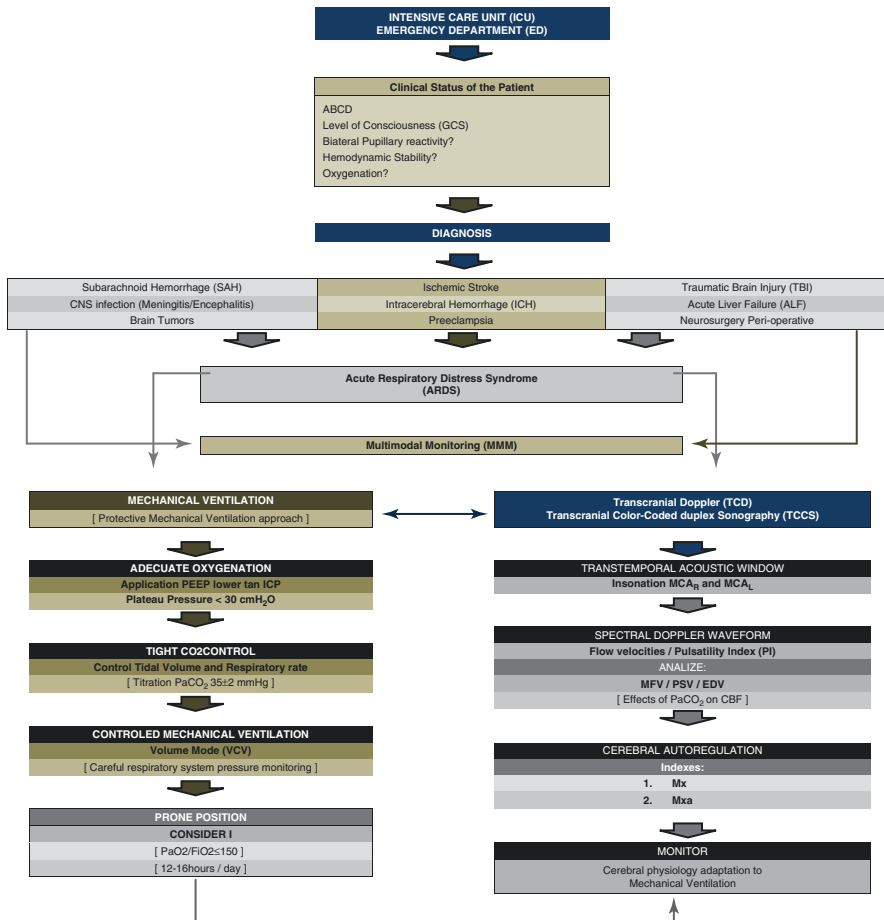 INTENSIVE CARE UNIT (ICU)
EMERGENCY DEPARTMENT (ED)
Clinical Status of the Patient
ABCD
Level of Consciousness (GCS)
Biateral Pupillary reactivity?
Hemodynamic Stability?
Oxygenation?
DIAGNOSIS
Subarachnoid Hemorrhage (SAH)
CNS infection (Meningitis/Encephalitis)
Brain Tumors
Ischemic Stroke
Intracerebral Hemorrhage (ICH)
Preeclampsia
Traumatic Brain Injury (TBI)
Acute Liver Failure (ALF)
Neurosurgery Peri-operative
Acute Respiratory Distress Syndrome
(ARDS)
Multimodal Monitoring (MMM)
MECHANICAL VENTILATION
[ Protective Mechanical Ventilation approach ]
ADECUATE OXYGENATION
Application PEEP lower tan ICP
Plateau Pressure < 30 cmH₂O
TIGHT CO2CONTROL
Control Tidal Volume and Respiratory rate
[ Titration PaCO₂ 35±2 mmHg ]
CONTROLED MECHANICAL VENTILATION
Volume Mode (VCV)
[ Careful respiratory system pressure monitoring ]
PRONE POSITION
CONSIDER I
[ PaO2/FiO2≤150 ]
[ 12-16hours / day ]
Transcranial Doppler (TCD)
Transcranial Color-Coded duplex Sonography (TCCS)
TRANSTEMPORAL ACOUSTIC WINDOW
Insonation MCA_R and MCA_L
SPECTRAL DOPPLER WAVEFORM
Flow velocities / Pulsatility Index (PI)
ANALIZE:
MFV / PSV / EDV
[ Effects of PaCO₂ on CBF ]
CEREBRAL AUTOREGULATION
Indexes:
1. Mx
2. Mxa
MONITOR
Cerebral physiology adaptation to
Mechanical Ventilation